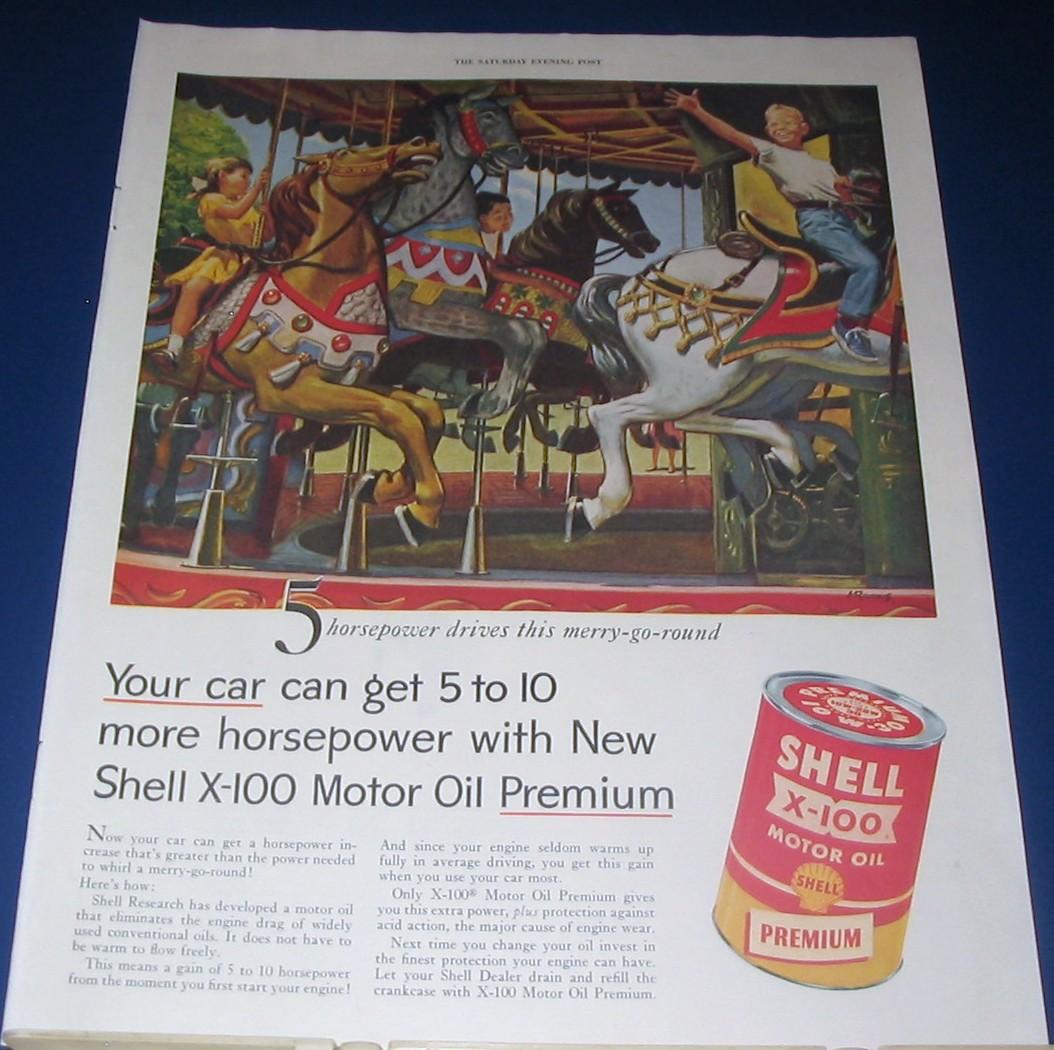 THE SATURDAY EVENING POST
5 horsepower drives this merry-go-round
Your car can get 5 to 10
more horsepower with New
Shell X-100 Motor Oil Premium
Now your car can get a horsepower in-
crease that's greater than the power needed
to whirl a merry-go-round!
Here's how:
Shell Research has developed a motor oil
that eliminates the engine drag of widely
used conventional oils. It does not have to
be warm to flow freely.
This means a gain of 5 to 10 horsepower
from the moment you first start your engine!
And since your engine seldom warms up
fully in average driving, you get this gain
when you use your car most.
Only X-100® Motor Oil Premium gives
you this extra power, plus protection against
acid action, the major cause of engine wear.
Next time you change your oil invest in
the finest protection your engine can have.
Let your Shell Dealer drain and refill the
crankcase with X-100 Motor Oil Premium.
PREMIUM
10W-30
SHELL
X-100
MOTOR OIL
SHELL
PREMIUM